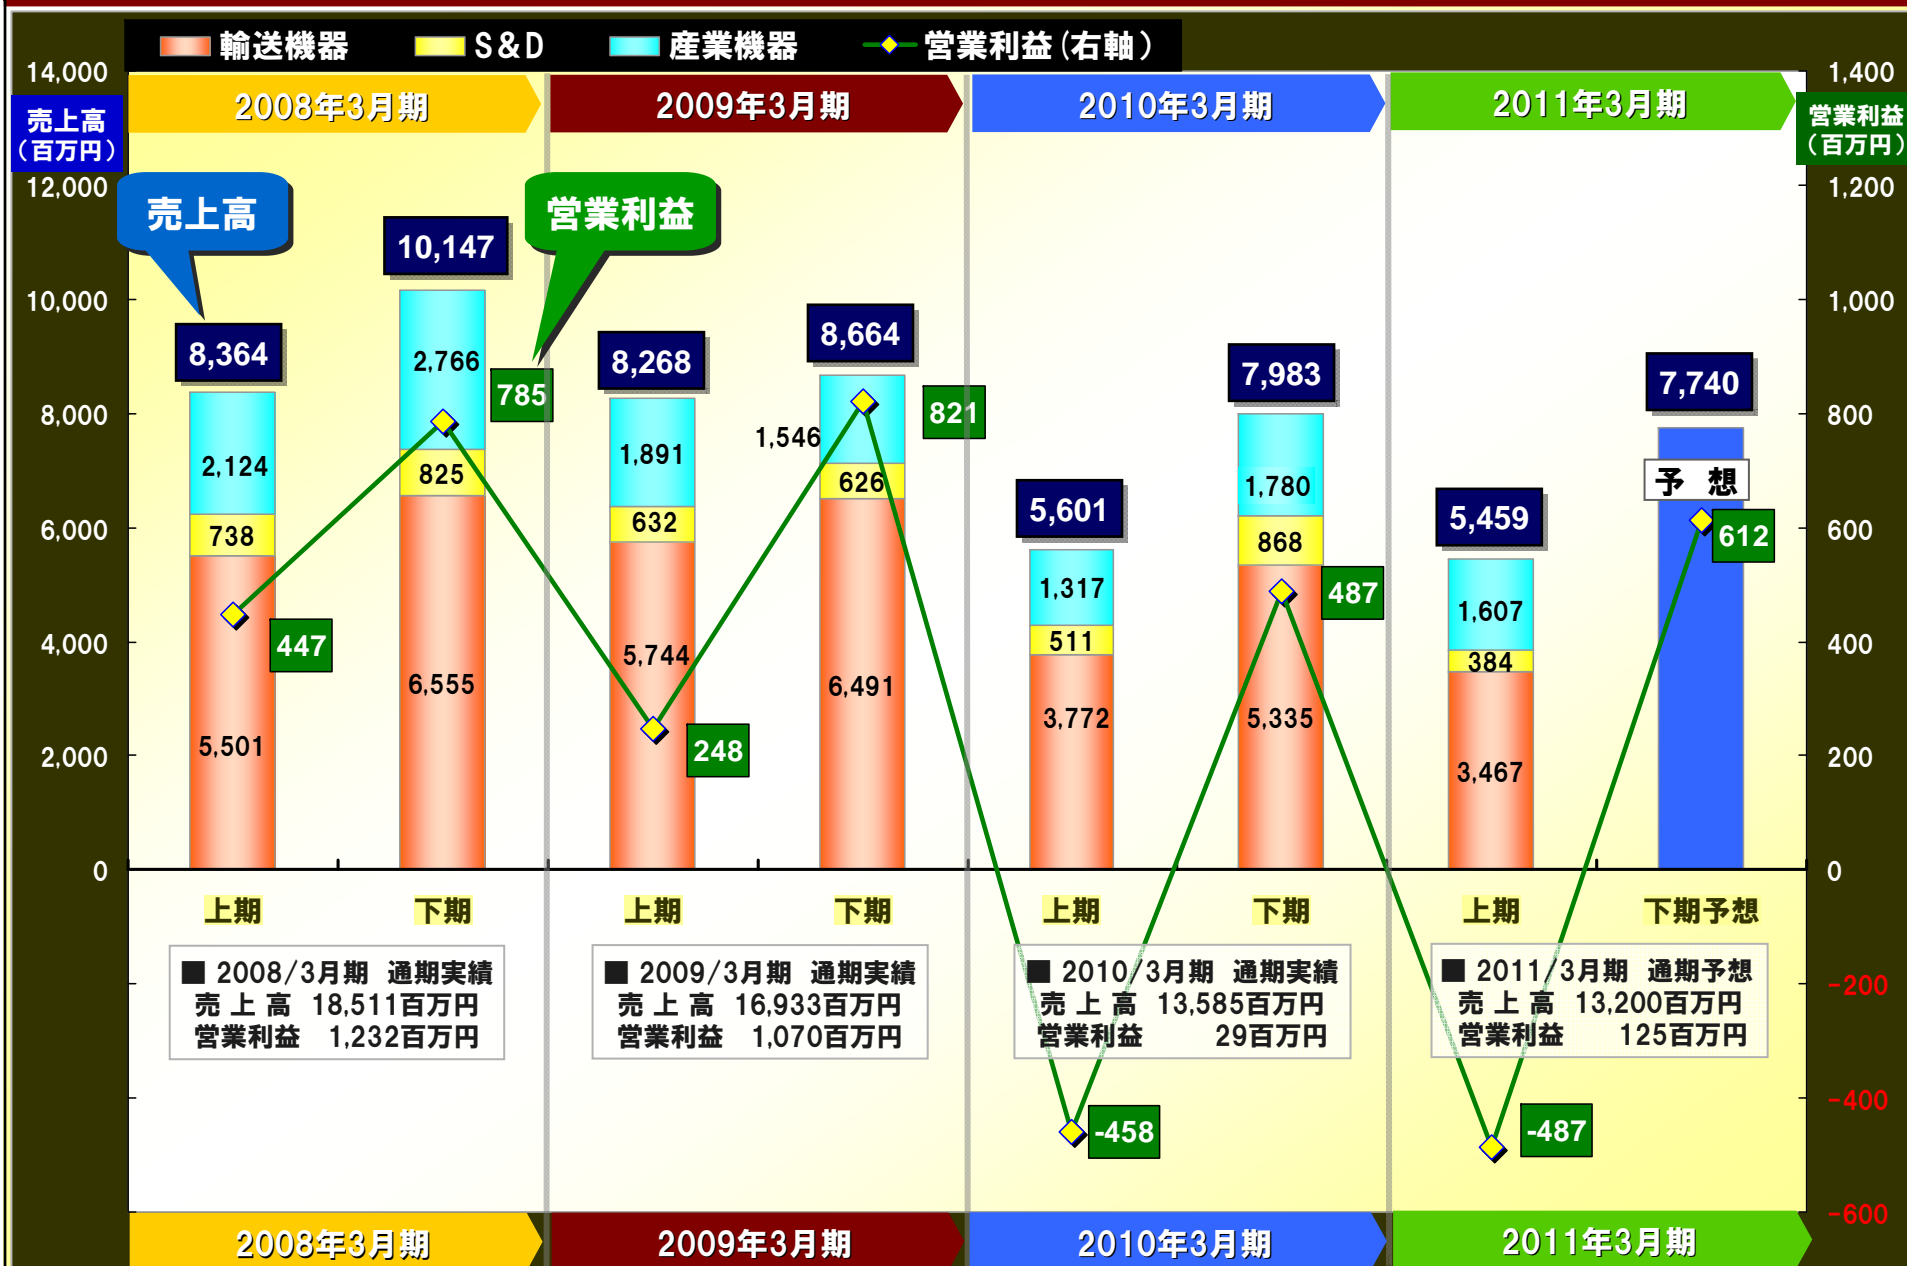 輸送機器 S&D 産業機器 営業利益(右軸)
14,000 1,400
2008年3月期 2009年3月期 2010年3月期 2011年3月期
売上高
(百万円)
営業利益
(百万円)
12,000 1,200
売上高 営業利益
10,000 1,000
8,000 800
6,000 600
4,000 400
2,000 200
0 0
-200
-400
-600
8,364
2,124
738
447
5,501
10,147
2,766
785
825
6,555
8,268
1,891
632
5,744
248
8,664
821
1,546
626
6,491
5,601
1,317
511
3,772
-458
7,983
1,780
868
487
5,335
5,459
1,607
384
3,467
-487
7,740
予 想
612
上期 下期 上期 下期 上期 下期 上期 下期予想
■ 2008/3月期 通期実績
売 上 高 18,511百万円
営業利益 1,232百万円
■ 2009/3月期 通期実績
売 上 高 16,933百万円
営業利益 1,070百万円
■ 2010/3月期 通期実績
売 上 高 13,585百万円
営業利益 29百万円
■ 2011/3月期 通期予想
売 上 高 13,200百万円
営業利益 125百万円
2008年3月期 2009年3月期 2010年3月期 2011年3月期